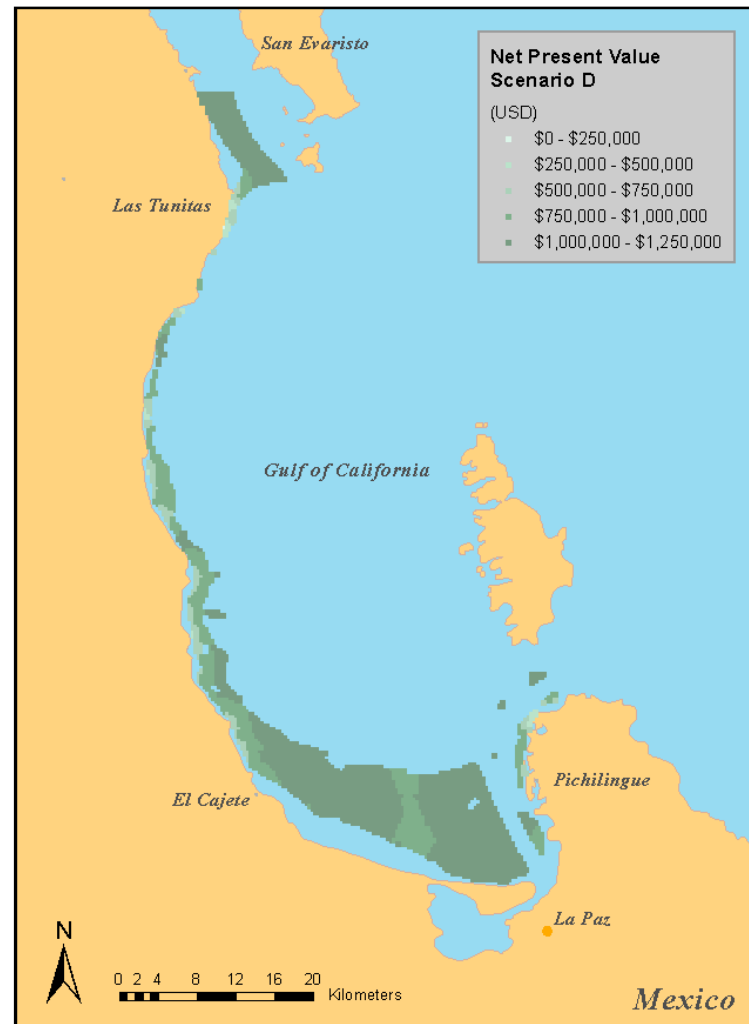 San Evaristo
Net Present Value
Scenario D
(USD)
$0 - $250,000
$250,000 - $500,000
$500,000 - $750,000
$750,000 - $1,000,000
$1,000,000 - $1,250,000
Las Tunitas
Gulf of California
Pichilingue
El Cajete
La Paz
N
0 2 4 8 12 16 20
Kilometers
Mexico